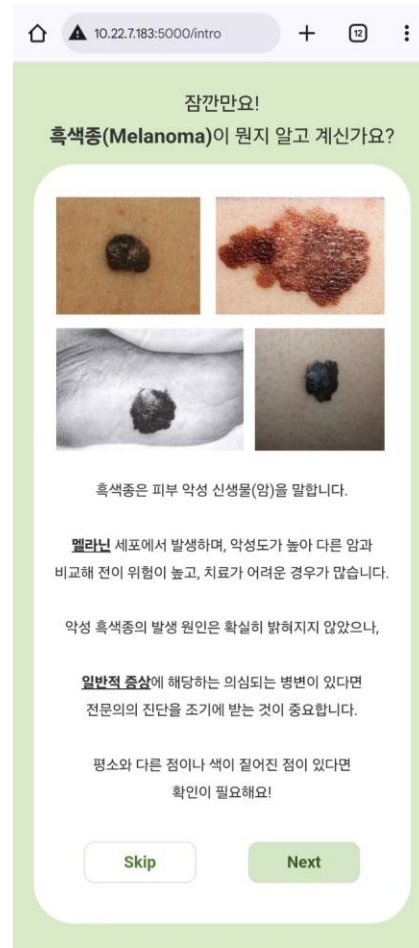 10.22.7.183:5000/intro
12
잠깐만요!
흑색종(Melanoma)이 뭔지 알고 계신가요?
흑색종은 피부 악성 신생물(암)을 말합니다.
멜라닌 세포에서 발생하며, 악성도가 높아 다른 암과
비교해 전이 위험이 높고, 치료가 어려운 경우가 많습니다.
악성 흑색종의 발생 원인은 확실히 밝혀지지 않았으나,
일반적 증상에 해당하는 의심되는 병변이 있다면
전문의의 진단을 조기에 받는 것이 중요합니다.
평소와 다른 점이나 색이 짙어진 점이 있다면
확인이 필요해요!
Skip Next